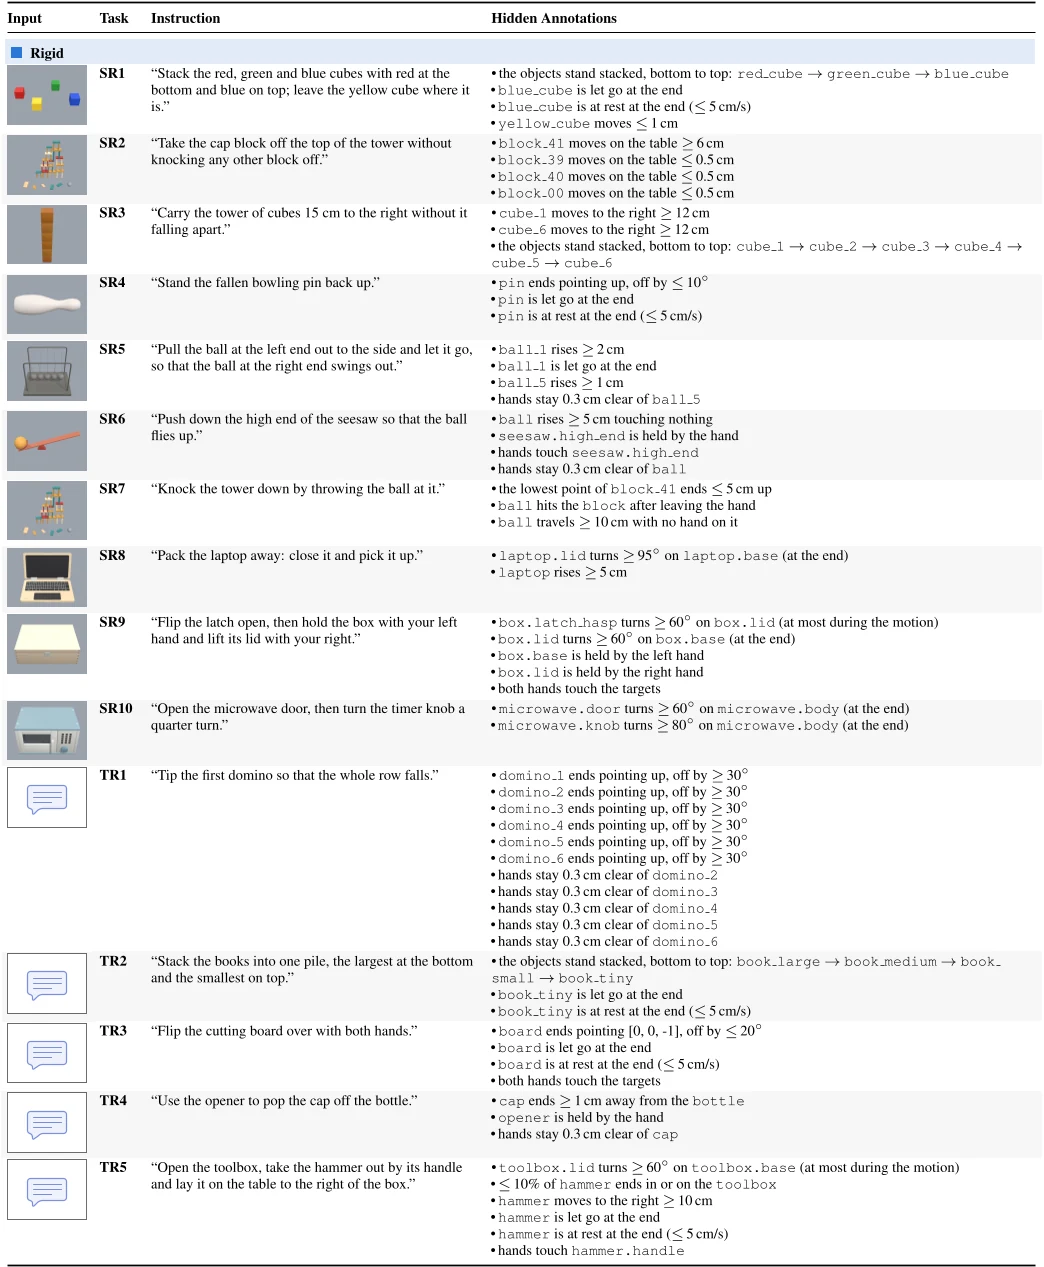 Input Task Instruction Hidden Annotations
Rigid
SR1 “Stack the red, green and blue cubes with red at the • the objects stand stacked, bottom to top: red_cube → green_cube → blue_cube
bottom and blue on top; leave the yellow cube where it • blue_cube is let go at the end
is.” • blue_cube is at rest at the end (≤ 5 cm/s)
• yellow_cube moves ≤ 1 cm
SR2 “Take the cap block off the top of the tower without • block_41 moves on the table ≥ 6 cm
knocking any other block off.” • block_39 moves on the table ≤ 0.5 cm
• block_40 moves on the table ≤ 0.5 cm
• block_00 moves on the table ≤ 0.5 cm
SR3 “Carry the tower of cubes 15 cm to the right without it • cube_1 moves to the right ≥ 12 cm
falling apart.” • cube_6 moves to the right ≥ 12 cm
• the objects stand stacked, bottom to top: cube_1 → cube_2 → cube_3 → cube_4 →
cube_5 → cube_6
SR4 “Stand the fallen bowling pin back up.” • pin ends pointing up, off by ≤ 10°
• pin is let go at the end
• pin is at rest at the end (≤ 5 cm/s)
SR5 “Pull the ball at the left end out to the side and let it go, • ball_1 rises ≥ 2 cm
so that the ball at the right end swings out.” • ball_1 is let go at the end
• ball_5 rises ≥ 1 cm
• hands stay 0.3 cm clear of ball_5
SR6 “Push down the high end of the seesaw so that the ball • ball rises ≥ 5 cm touching nothing
flies up.” • seesaw.high_end is held by the hand
• hands touch seesaw.high_end
• hands stay 0.3 cm clear of ball
SR7 “Knock the tower down by throwing the ball at it.” • the lowest point of block_41 ends ≤ 5 cm up
• ball hits the block after leaving the hand
• ball travels ≥ 10 cm with no hand on it
SR8 “Pack the laptop away: close it and pick it up.” • laptop.lid turns ≥ 95° on laptop.base (at the end)
• laptop rises ≥ 5 cm
SR9 “Flip the latch open, then hold the box with your left • box.latch_hasp turns ≥ 60° on box.lid (at most during the motion)
hand and lift its lid with your right.” • box.lid turns ≥ 60° on box.base (at the end)
• box.base is held by the left hand
• box.lid is held by the right hand
• both hands touch the targets
SR10 “Open the microwave door, then turn the timer knob a • microwave.door turns ≥ 60° on microwave.body (at the end)
quarter turn.” • microwave.knob turns ≥ 80° on microwave.body (at the end)
TR1 “Tip the first domino so that the whole row falls.” • domino_1 ends pointing up, off by ≥ 30°
• domino_2 ends pointing up, off by ≥ 30°
• domino_3 ends pointing up, off by ≥ 30°
• domino_4 ends pointing up, off by ≥ 30°
• domino_5 ends pointing up, off by ≥ 30°
• domino_6 ends pointing up, off by ≥ 30°
• hands stay 0.3 cm clear of domino_2
• hands stay 0.3 cm clear of domino_3
• hands stay 0.3 cm clear of domino_4
• hands stay 0.3 cm clear of domino_5
• hands stay 0.3 cm clear of domino_6
TR2 “Stack the books into one pile, the largest at the bottom • the objects stand stacked, bottom to top: book_large → book_medium → book_
and the smallest on top.” small → book_tiny
• book_tiny is let go at the end
• book_tiny is at rest at the end (≤ 5 cm/s)
TR3 “Flip the cutting board over with both hands.” • board ends pointing [0, 0, -1], off by ≤ 20°
• board is let go at the end
• board is at rest at the end (≤ 5 cm/s)
• both hands touch the targets
TR4 “Use the opener to pop the cap off the bottle.” • cap ends ≥ 1 cm away from the bottle
• opener is held by the hand
• hands stay 0.3 cm clear of cap
TR5 “Open the toolbox, take the hammer out by its handle • toolbox.lid turns ≥ 60° on toolbox.base (at most during the motion)
and lay it on the table to the right of the box.” • ≤ 10% of hammer ends in or on the toolbox
• hammer moves to the right ≥ 10 cm
• hammer is let go at the end
• hammer is at rest at the end (≤ 5 cm/s)
• hands touch hammer.handle